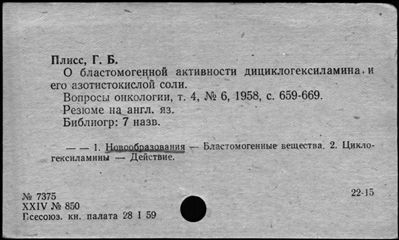 Плисс, Г. Б.
О бластомогенной активности дициклогексиламина, и
его азотистокислой соли.
Вопросы онкологии, т. 4, № 6, 1958, с. 659-669.
Резюме на англ. яз.
Библиогр: 7 назв.
— — 1. Новообразования — Бластомогенные вещества. 2. Цикло-
гексиламины — Действие.
№ 7375
22-15
XXIV № 850
Всесоюз. кн. палата 28 I 59